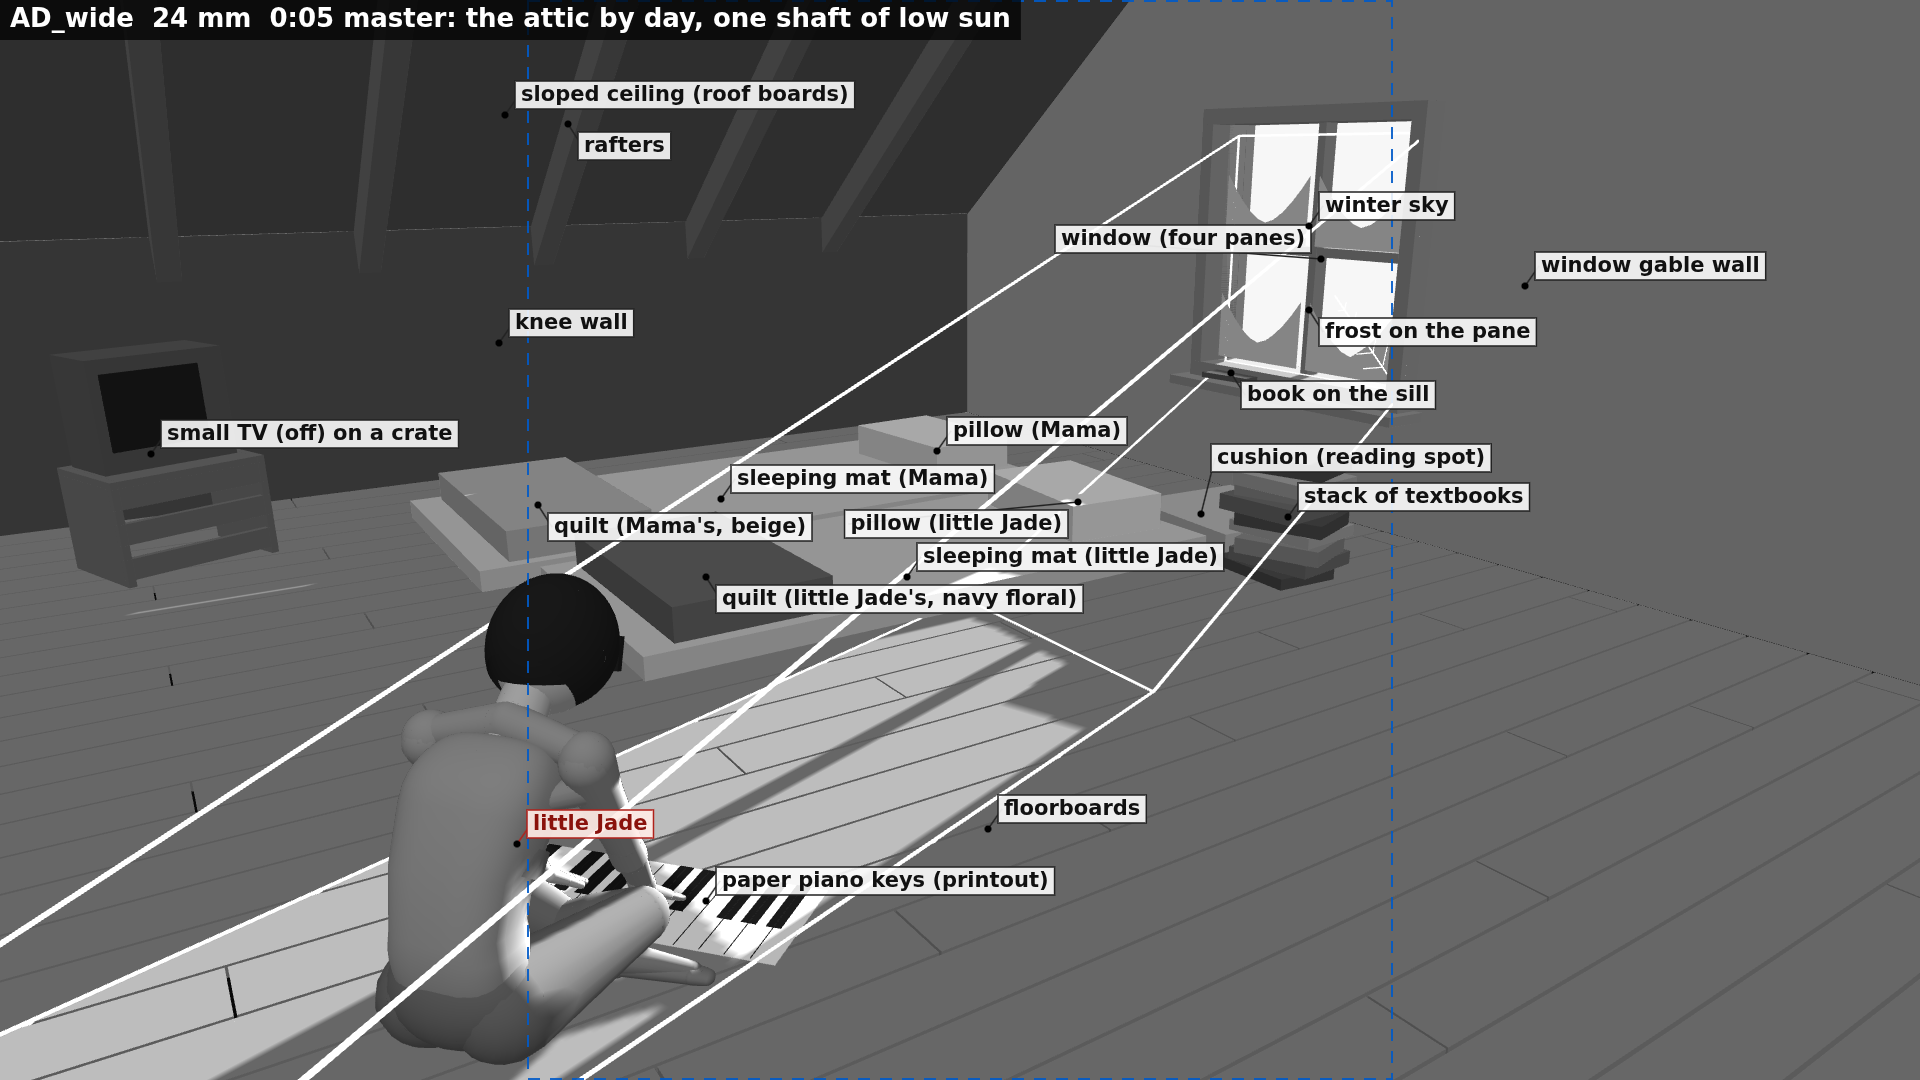 AD_wide  24 mm  0:05 master: the attic by day, one shaft of low sun
sloped ceiling (roof boards)
rafters
winter sky
window (four panes)
window gable wall
knee wall
frost on the pane
book on the sill
small TV (off) on a crate
pillow (Mama)
cushion (reading spot)
sleeping mat (Mama)
stack of textbooks
quilt (Mama's, beige)
pillow (little Jade)
sleeping mat (little Jade)
quilt (little Jade's, navy floral)
floorboards
little Jade
paper piano keys (printout)